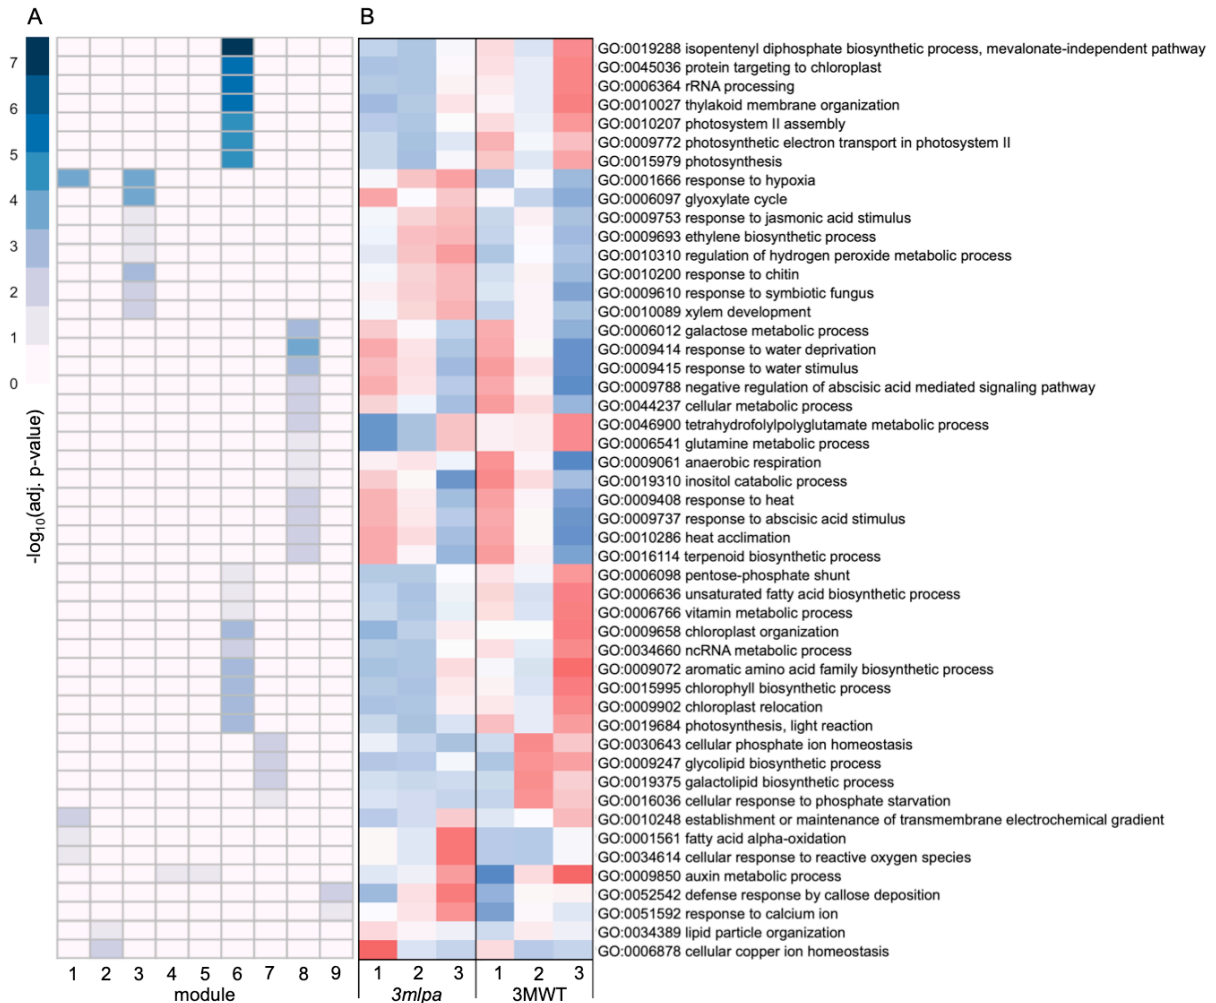 A
B
7
6
5
4
3
2
1
0
-log10(adj. p-value)
GO:0019288 isopentenyl diphosphate biosynthetic process, mevalonate-independent pathway
GO:0045036 protein targeting to chloroplast
GO:0006364 rRNA processing
GO:0010027 thylakoid membrane organization
GO:0010207 photosystem II assembly
GO:0009772 photosynthetic electron transport in photosystem II
GO:0015979 photosynthesis
GO:0001666 response to hypoxia
GO:0006097 glyoxylate cycle
GO:0009753 response to jasmonic acid stimulus
GO:0009693 ethylene biosynthetic process
GO:0010310 regulation of hydrogen peroxide metabolic process
GO:0010200 response to chitin
GO:0009610 response to symbiotic fungus
GO:0010089 xylem development
GO:0006012 galactose metabolic process
GO:0009414 response to water deprivation
GO:0009415 response to water stimulus
GO:0009788 negative regulation of abscisic acid mediated signaling pathway
GO:0044237 cellular metabolic process
GO:0046900 tetrahydrofolylpolyglutamate metabolic process
GO:0006541 glutamine metabolic process
GO:0009061 anaerobic respiration
GO:0019310 inositol catabolic process
GO:0009408 response to heat
GO:0009737 response to abscisic acid stimulus
GO:0010286 heat acclimation
GO:0016114 terpenoid biosynthetic process
GO:0006098 pentose-phosphate shunt
GO:0006636 unsaturated fatty acid biosynthetic process
GO:0006766 vitamin metabolic process
GO:0009658 chloroplast organization
GO:0034660 ncRNA metabolic process
GO:0009072 aromatic amino acid family biosynthetic process
GO:0015995 chlorophyll biosynthetic process
GO:0009902 chloroplast relocation
GO:0019684 photosynthesis, light reaction
GO:0030643 cellular phosphate ion homeostasis
GO:0009247 glycolipid biosynthetic process
GO:0019375 galactolipid biosynthetic process
GO:0016036 cellular response to phosphate starvation
GO:0010248 establishment or maintenance of transmembrane electrochemical gradient
GO:0001561 fatty acid alpha-oxidation
GO:0034614 cellular response to reactive oxygen species
GO:0009850 auxin metabolic process
GO:0052542 defense response by callose deposition
GO:0051592 response to calcium ion
GO:0034389 lipid particle organization
GO:0006878 cellular copper ion homeostasis
1 2 3 4 5 6 7 8 9
module
1 2 3 1 2 3
3mlpa 3MWT